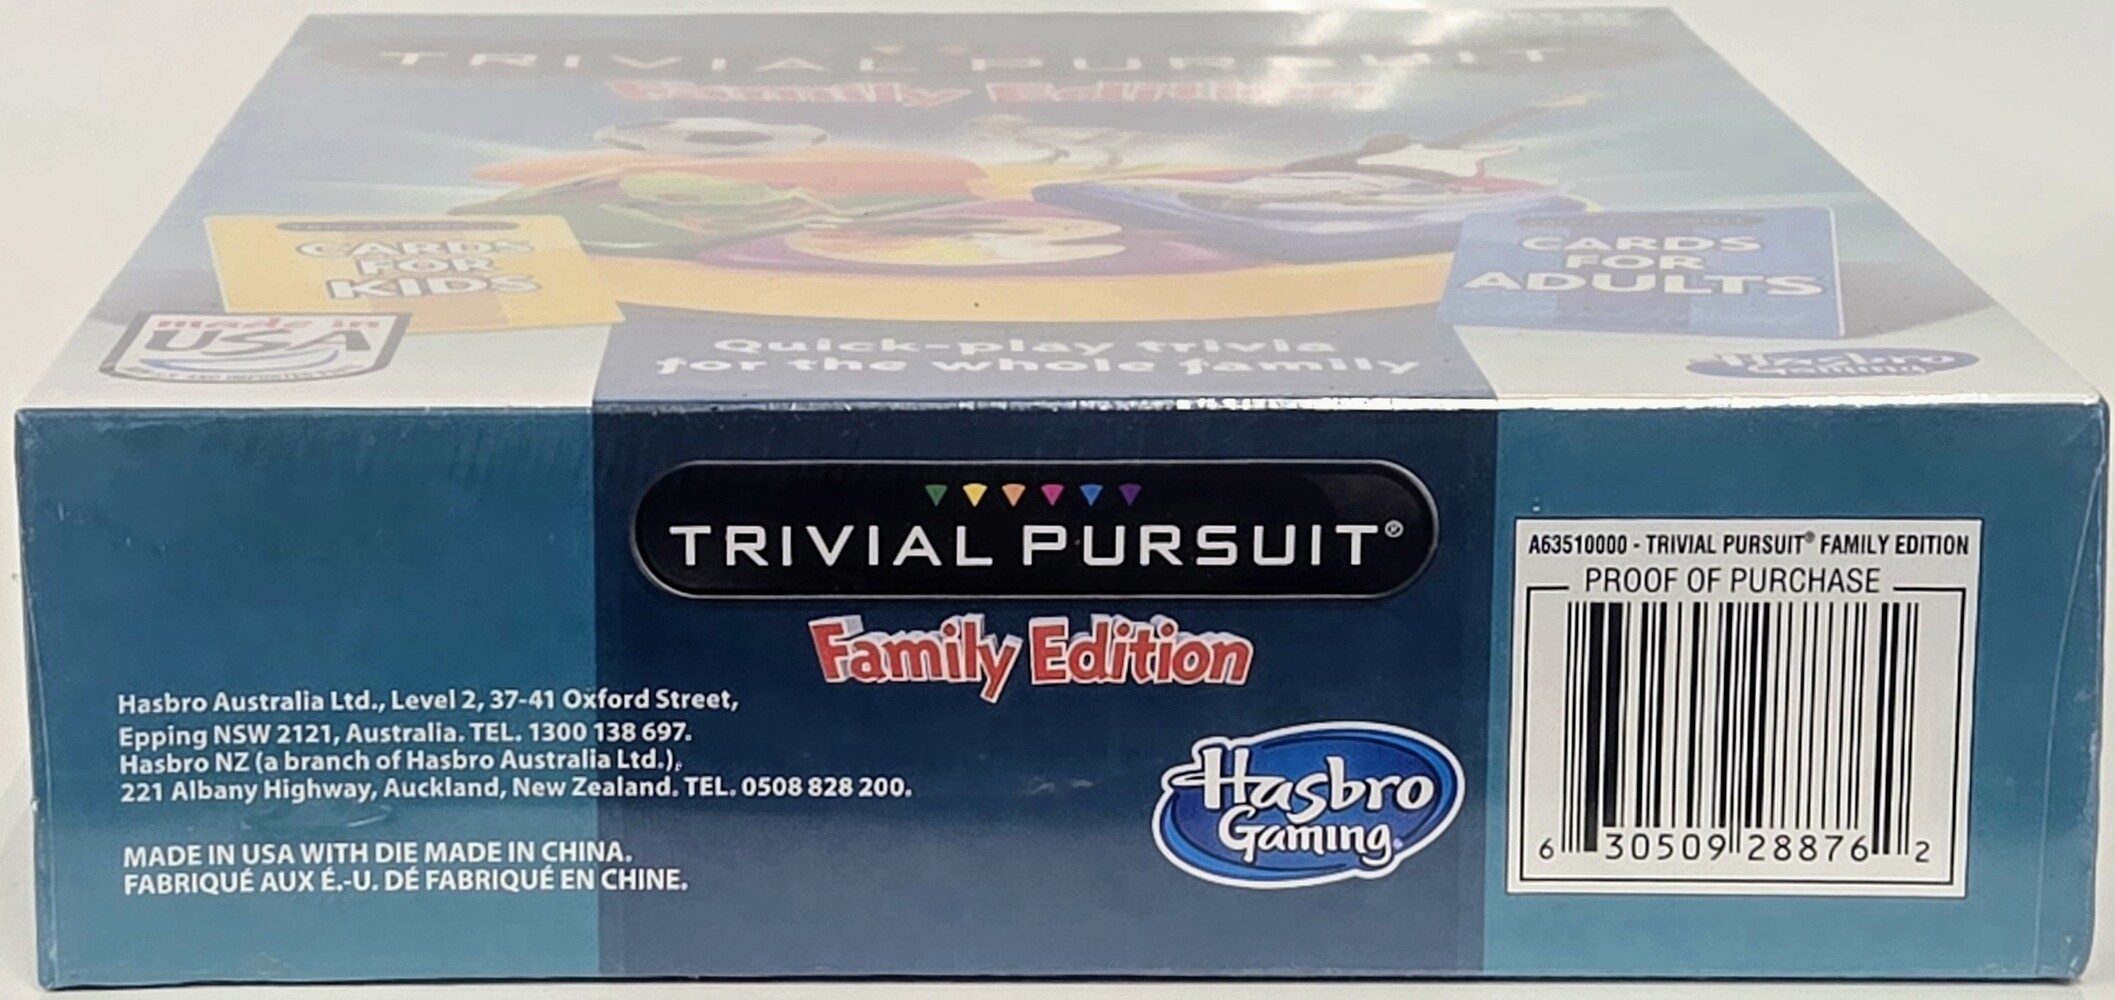 TRIVIAL PURSUIT
Family Edition
CARDS
FOR
KIDS
CARDS
FOR
ADULTS
made in
USA
Quick-play trivia
for the whole family
Hasbro
Gaming
TRIVIAL PURSUIT®
Family Edition
Hasbro Australia Ltd., Level 2, 37-41 Oxford Street,
Epping NSW 2121, Australia. TEL. 1300 138 697.
Hasbro NZ (a branch of Hasbro Australia Ltd.),
221 Albany Highway, Auckland, New Zealand. TEL. 0508 828 200.
MADE IN USA WITH DIE MADE IN CHINA.
FABRIQUÉ AUX É.-U. DÉ FABRIQUÉ EN CHINE.
Hasbro
Gaming
A63510000 - TRIVIAL PURSUIT® FAMILY EDITION
PROOF OF PURCHASE
6 30509 28876 2